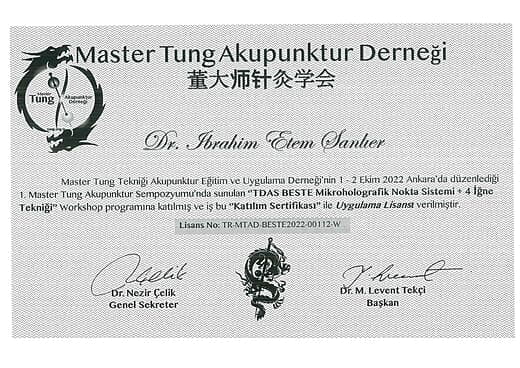 Master Tung Akupunktur Derneği
董大师针灸学会
Master
Tung
Akupunktur
Derneği
Dr. Ibrahim Etem Sanlıer
Master Tung Tekniği Akupunktur Eğitim ve Uygulama Derneği'nin 1 - 2 Ekim 2022 Ankara'da düzenlediği
1. Master Tung Akupunktur Sempozyumu'nda sunulan "TDAS BESTE Mikroholografik Nokta Sistemi + 4 İğne
Tekniği" Workshop programına katılmış ve iş bu "Katılım Sertifikası" ile Uygulama Lisansı verilmiştir.
Lisans No: TR-MTAD-BESTE2022-00112-W
Dr. Nezir Çelik
Genel Sekreter
Dr. M. Levent Tekçi
Başkan